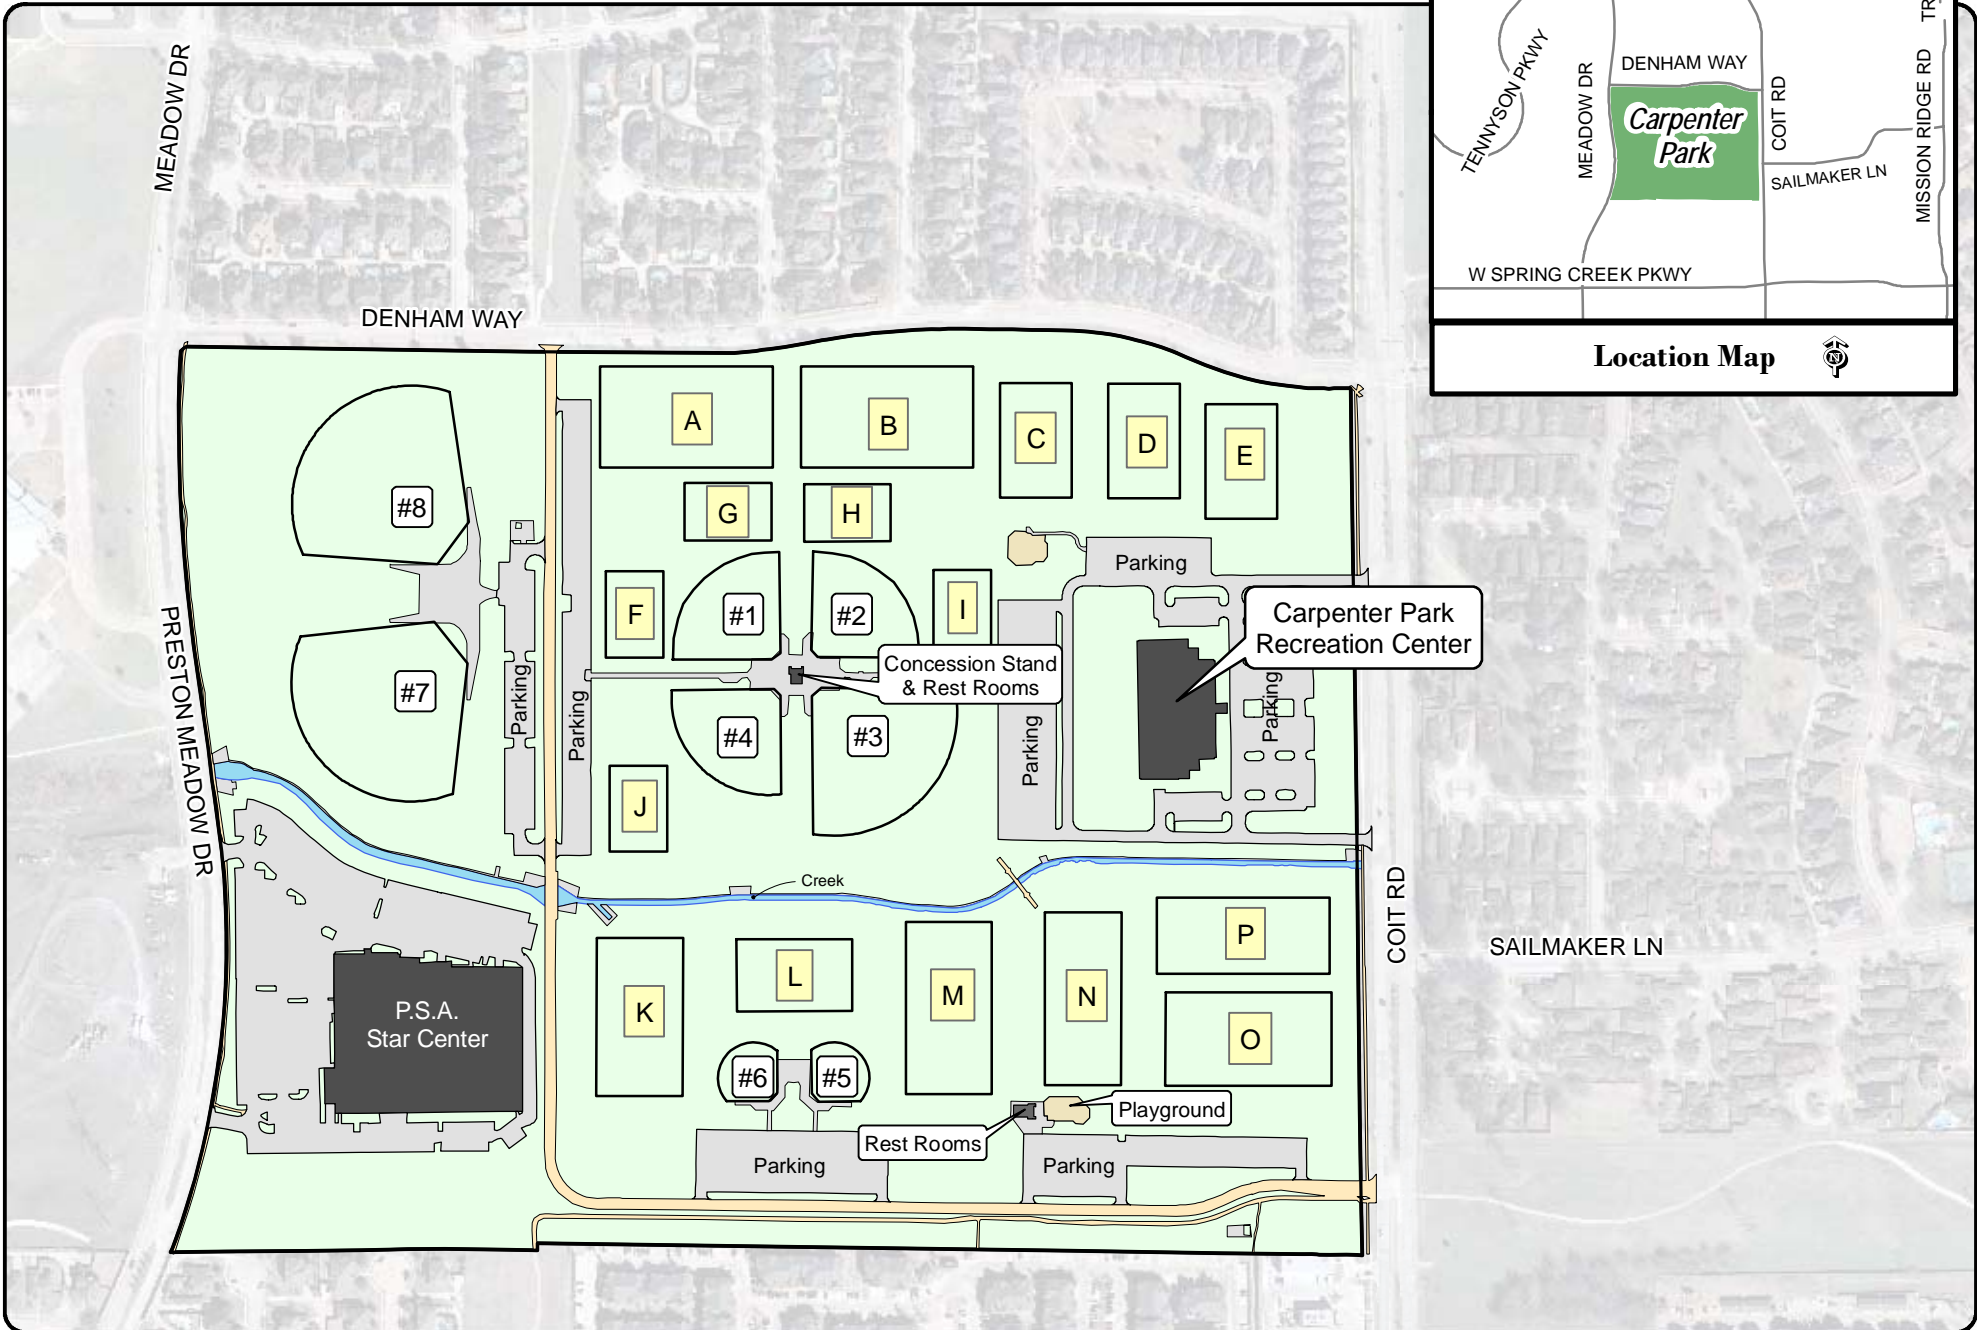 TENNYSON PKWY
MEADOW DR
DENHAM WAY
COIT RD
MISSION RIDGE RD
TR
Carpenter
Park
SAILMAKER LN
W SPRING CREEK PKWY
Location Map
N
MEADOW DR
DENHAM WAY
PRESTON MEADOW DR
COIT RD
SAILMAKER LN
A
B
C
D
E
G
H
#8
F
#1
#2
I
Parking
Carpenter Park
Recreation Center
Concession Stand
& Rest Rooms
#7
Parking
Parking
#4
#3
Parking
Parking
J
Creek
P.S.A.
Star Center
K
L
M
N
P
O
#6
#5
Playground
Rest Rooms
Parking
Parking